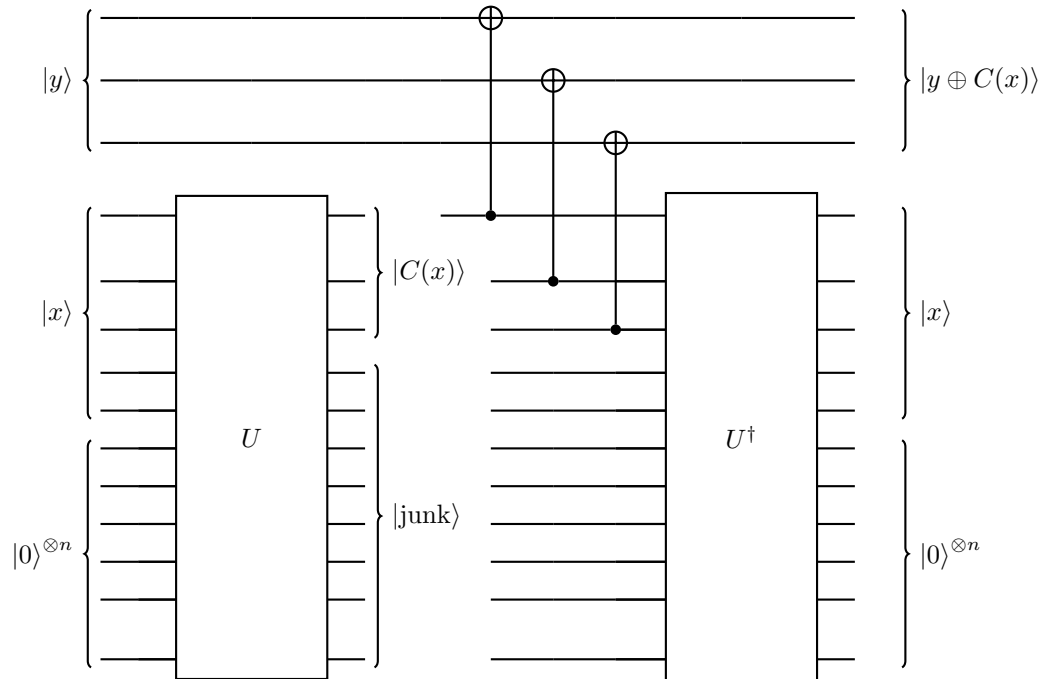 |y⟩
|y ⊕ C(x)⟩
|x⟩
|C(x)⟩
|x⟩
U
U†
|junk⟩
|0⟩⊗n
|0⟩⊗n